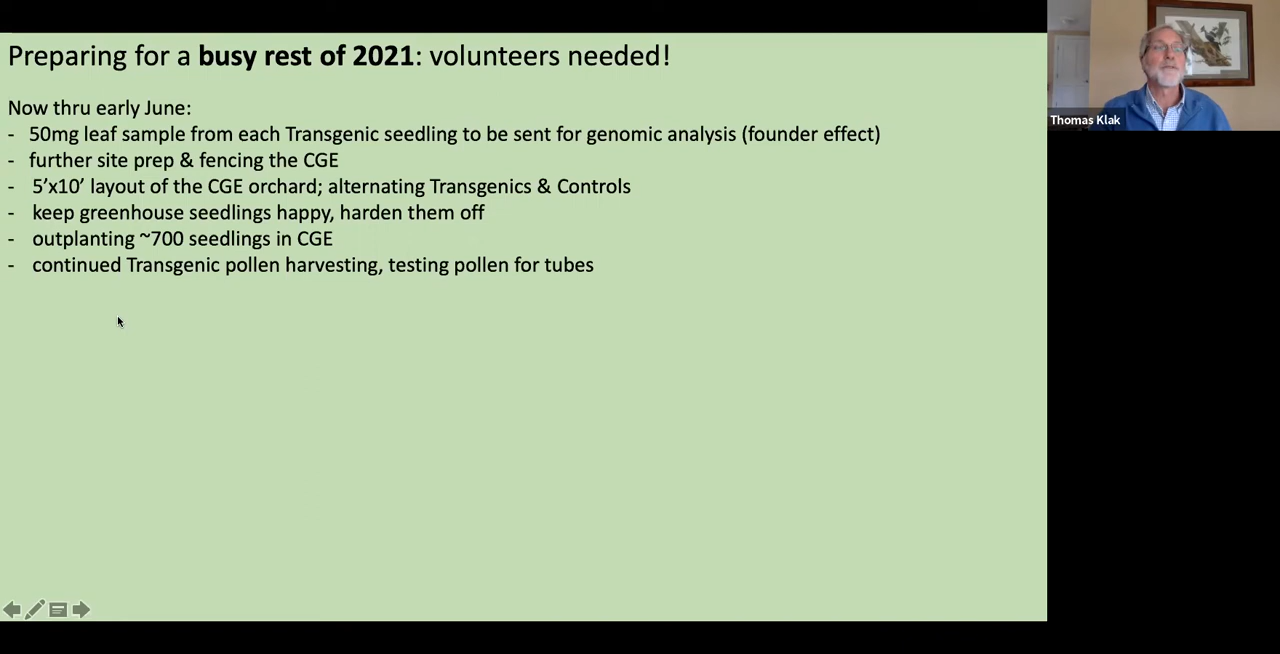 Preparing for a busy rest of 2021: volunteers needed!
Now thru early June:
- 50mg leaf sample from each Transgenic seedling to be sent for genomic analysis (founder effect)
- further site prep & fencing the CGE
- 5’x10’ layout of the CGE orchard; alternating Transgenics & Controls
- keep greenhouse seedlings happy, harden them off
- outplanting ~700 seedlings in CGE
- continued Transgenic pollen harvesting, testing pollen for tubes
Thomas Klak